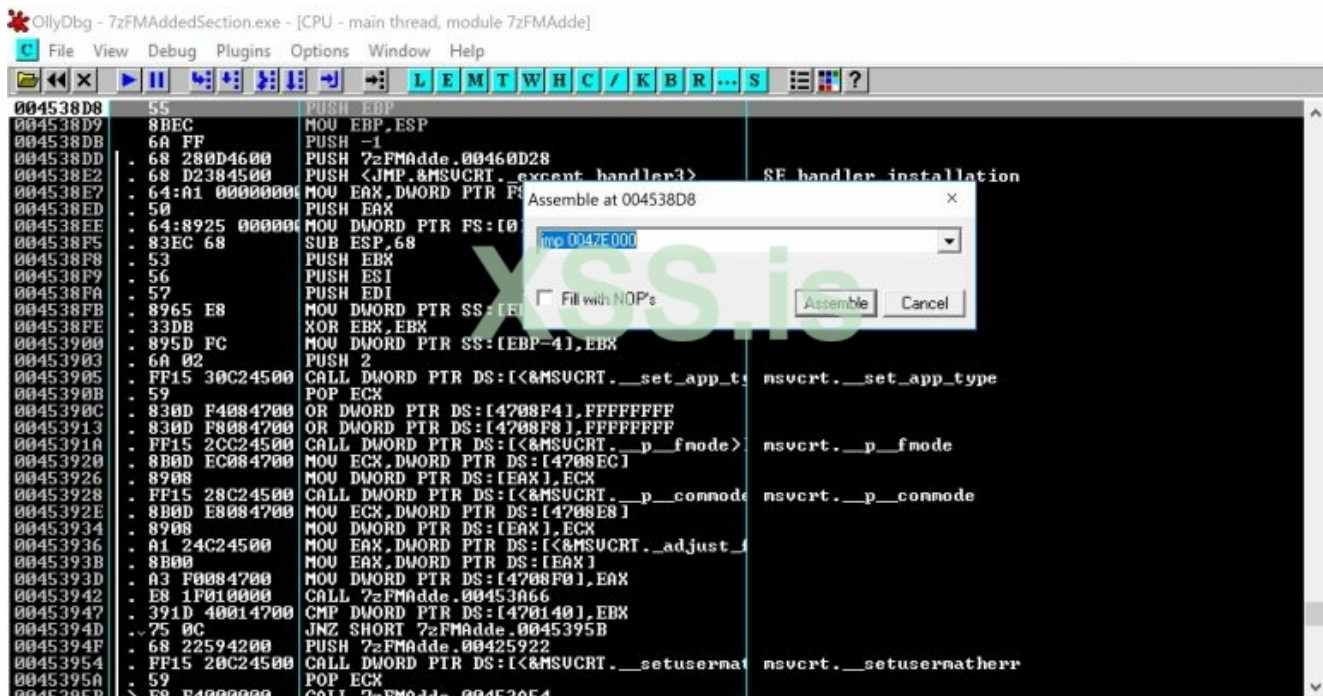 OllyDbg - 7zFMAddedSection.exe - [CPU - main thread, module 7zFMAdde]
C File View Debug Plugins Options Window Help
L E M T W H C / K B R ... S ?
004538D8 55 PUSH EBP
004538D9 8BEC MOV EBP,ESP
004538DB 6A FF PUSH -1
004538DD . 68 280D4600 PUSH 7zFMAdde.00460D28
004538E2 . 68 D2384500 PUSH <JMP.&MSVCRT._except_handler3> SE handler installation
004538E7 . 64:A1 00000000 MOV EAX,DWORD PTR FS
004538ED . 50 PUSH EAX
004538EE . 64:8925 00000 MOV DWORD PTR FS:[0]
004538F5 . 83EC 68 SUB ESP,68
004538F8 . 53 PUSH EBX
004538F9 . 56 PUSH ESI
004538FA . 57 PUSH EDI
004538FB . 8965 E8 MOV DWORD PTR SS:[E
004538FE . 33DB XOR EBX,EBX
00453900 . 895D FC MOV DWORD PTR SS:[EBP-4],EBX
00453903 . 6A 02 PUSH 2
00453905 . FF15 30C24500 CALL DWORD PTR DS:[<&MSVCRT.__set_app_ty msvcrt.__set_app_type
0045390B . 59 POP ECX
0045390C . 830D F4084700 OR DWORD PTR DS:[4708F4],FFFFFFFF
00453913 . 830D F8084700 OR DWORD PTR DS:[4708F8],FFFFFFFF
0045391A . FF15 2CC24500 CALL DWORD PTR DS:[<&MSVCRT.__p__fmode>] msvcrt.__p__fmode
00453920 . 8B0D EC084700 MOV ECX,DWORD PTR DS:[4708EC]
00453926 . 8908 MOV DWORD PTR DS:[EAX],ECX
00453928 . FF15 28C24500 CALL DWORD PTR DS:[<&MSVCRT.__p__commode msvcrt.__p__commode
0045392E . 8B0D E8084700 MOV ECX,DWORD PTR DS:[4708E8]
00453934 . 8908 MOV DWORD PTR DS:[EAX],ECX
00453936 . A1 24C24500 MOV EAX,DWORD PTR DS:[<&MSVCRT._adjust_f
0045393B . 8B00 MOV EAX,DWORD PTR DS:[EAX]
0045393D . A3 F0084700 MOV DWORD PTR DS:[4708F0],EAX
00453942 . E8 1F010000 CALL 7zFMAdde.00453A66
00453947 . 391D 40014700 CMP DWORD PTR DS:[470140],EBX
0045394D . 75 0C JNZ SHORT 7zFMAdde.0045395B
0045394F . 68 22594200 PUSH 7zFMAdde.00425922
00453954 . FF15 20C24500 CALL DWORD PTR DS:[<&MSVCRT.__setusermat msvcrt.__setusermatherr
0045395A . 59 POP ECX
Assemble at 004538D8
jmp 0047E000
Fill with NOP's
Assemble Cancel
XSS.is